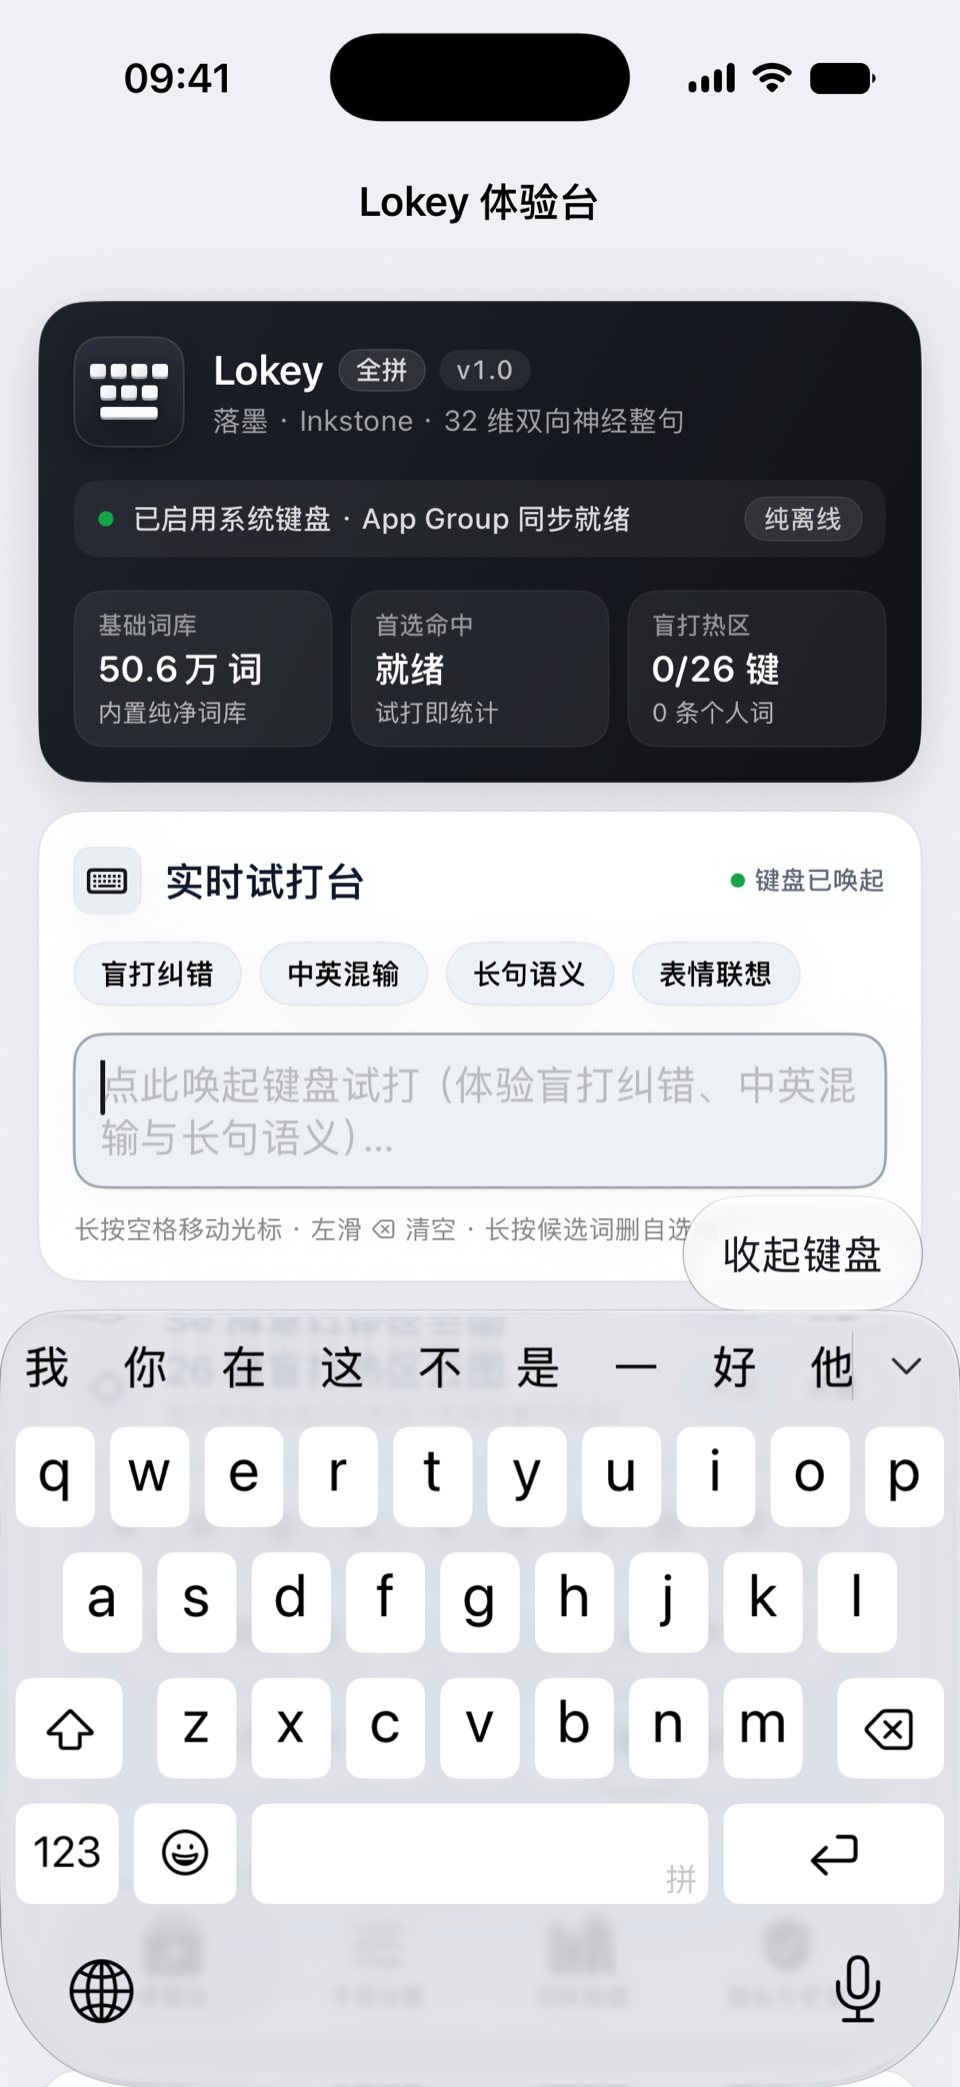 09:41
Lokey 体验台
Lokey 全拼 v1.0
落墨 · Inkstone · 32 维双向神经整句
已启用系统键盘 · App Group 同步就绪 纯离线
基础词库 首选命中 盲打热区
50.6万 词 就绪 0/26 键
内置纯净词库 试打即统计 0 条个人词
实时试打台 键盘已唤起
盲打纠错 中英混输 长句语义 表情联想
点此唤起键盘试打（体验盲打纠错、中英混
输与长句语义）...
长按空格移动光标 · 左滑 ⌫ 清空 · 长按候选词删自选
收起键盘
我 你 在 这 不 是 一 好 他
q w e r t y u i o p
a s d f g h j k l
z x c v b n m
123 拼